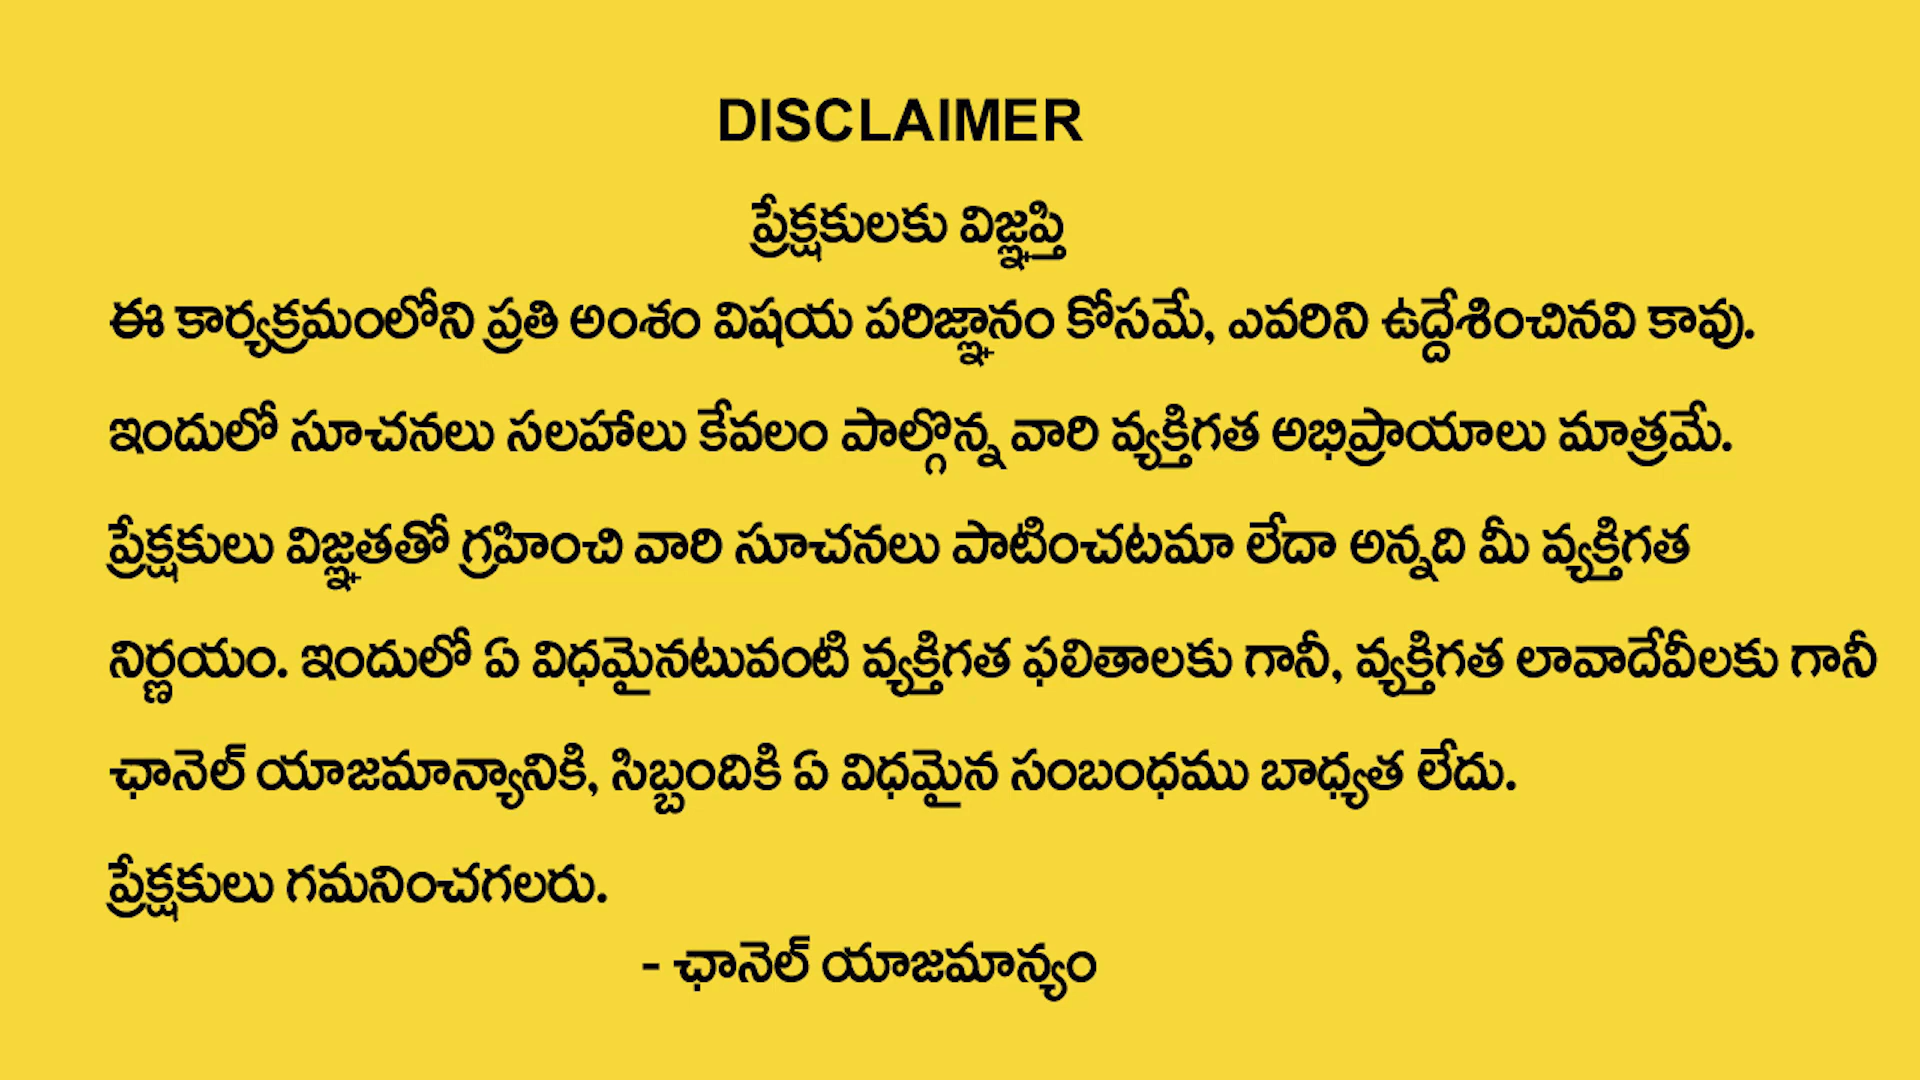 DISCLAIMER
ప్రేక్షకులకు విజ్ఞప్తి
ఈ కార్యక్రమంలోని ప్రతి అంశం విషయ పరిజ్ఞానం కోసమే, ఎవరిని ఉద్దేశించినవి కావు.
ఇందులో సూచనలు సలహాలు కేవలం పాల్గొన్న వారి వ్యక్తిగత అభిప్రాయాలు మాత్రమే.
ప్రేక్షకులు విజ్ఞతతో గ్రహించి వారి సూచనలు పాటించటమా లేదా అన్నది మీ వ్యక్తిగత
నిర్ణయం. ఇందులో ఏ విధమైనటువంటి వ్యక్తిగత ఫలితాలకు గానీ, వ్యక్తిగత లావాదేవీలకు గానీ
ఛానెల్ యాజమాన్యానికి, సిబ్బందికి ఏ విధమైన సంబంధము బాధ్యత లేదు.
ప్రేక్షకులు గమనించగలరు.
- ఛానెల్ యాజమాన్యం